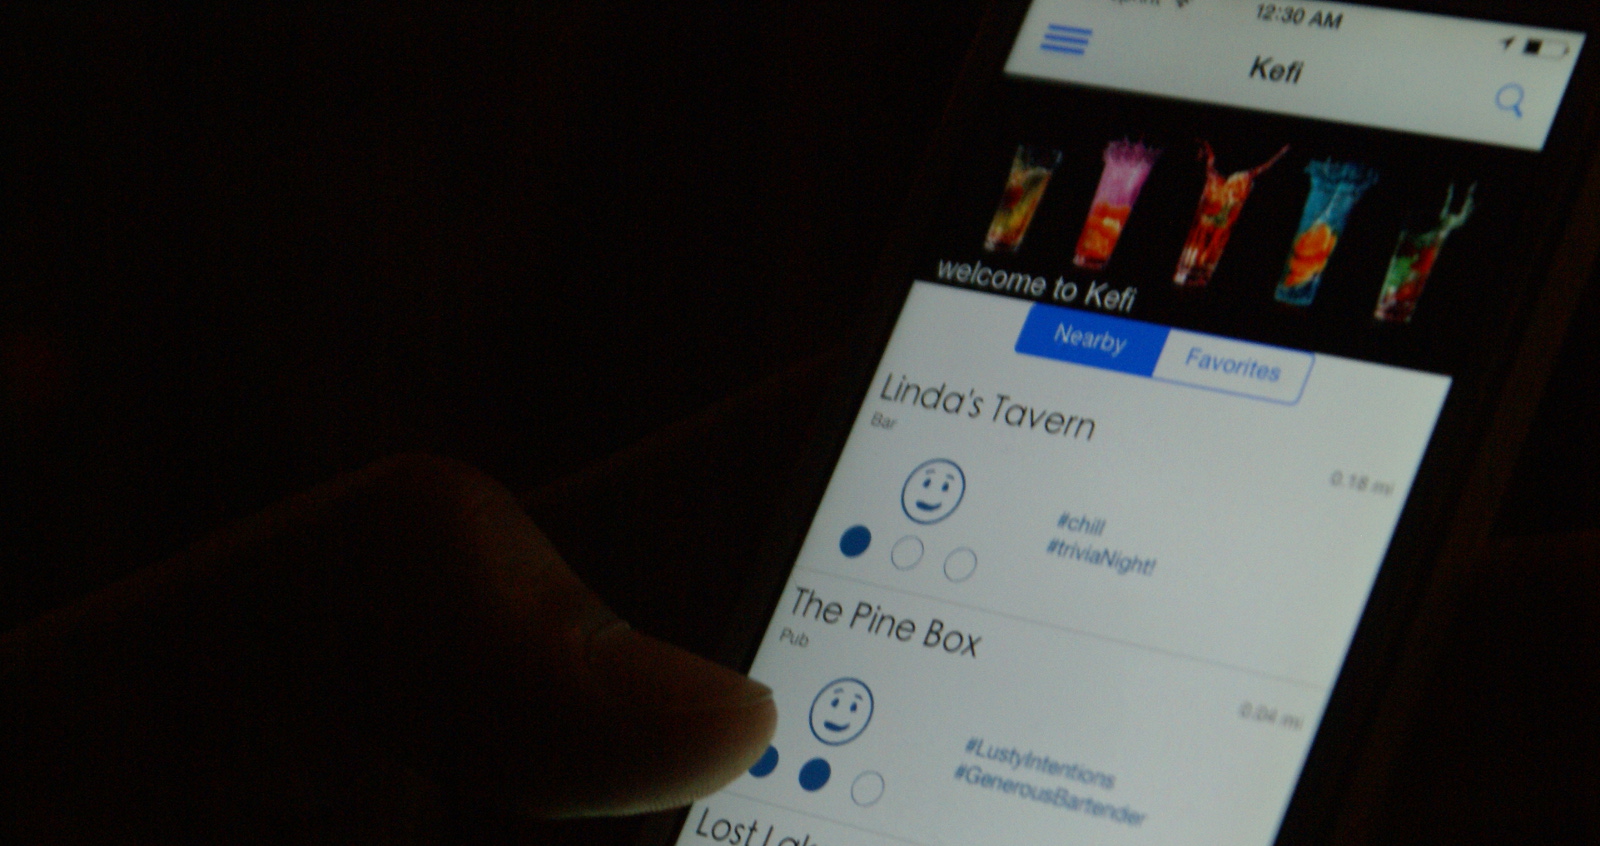 12:30 AM
Kefi
welcome to Kefi
Nearby
Favorites
Linda's Tavern
Bar
0.18 mi
#chill
#triviaNight!
The Pine Box
Pub
0.04 mi
#LustyIntentions
#GenerousBartender
Lost